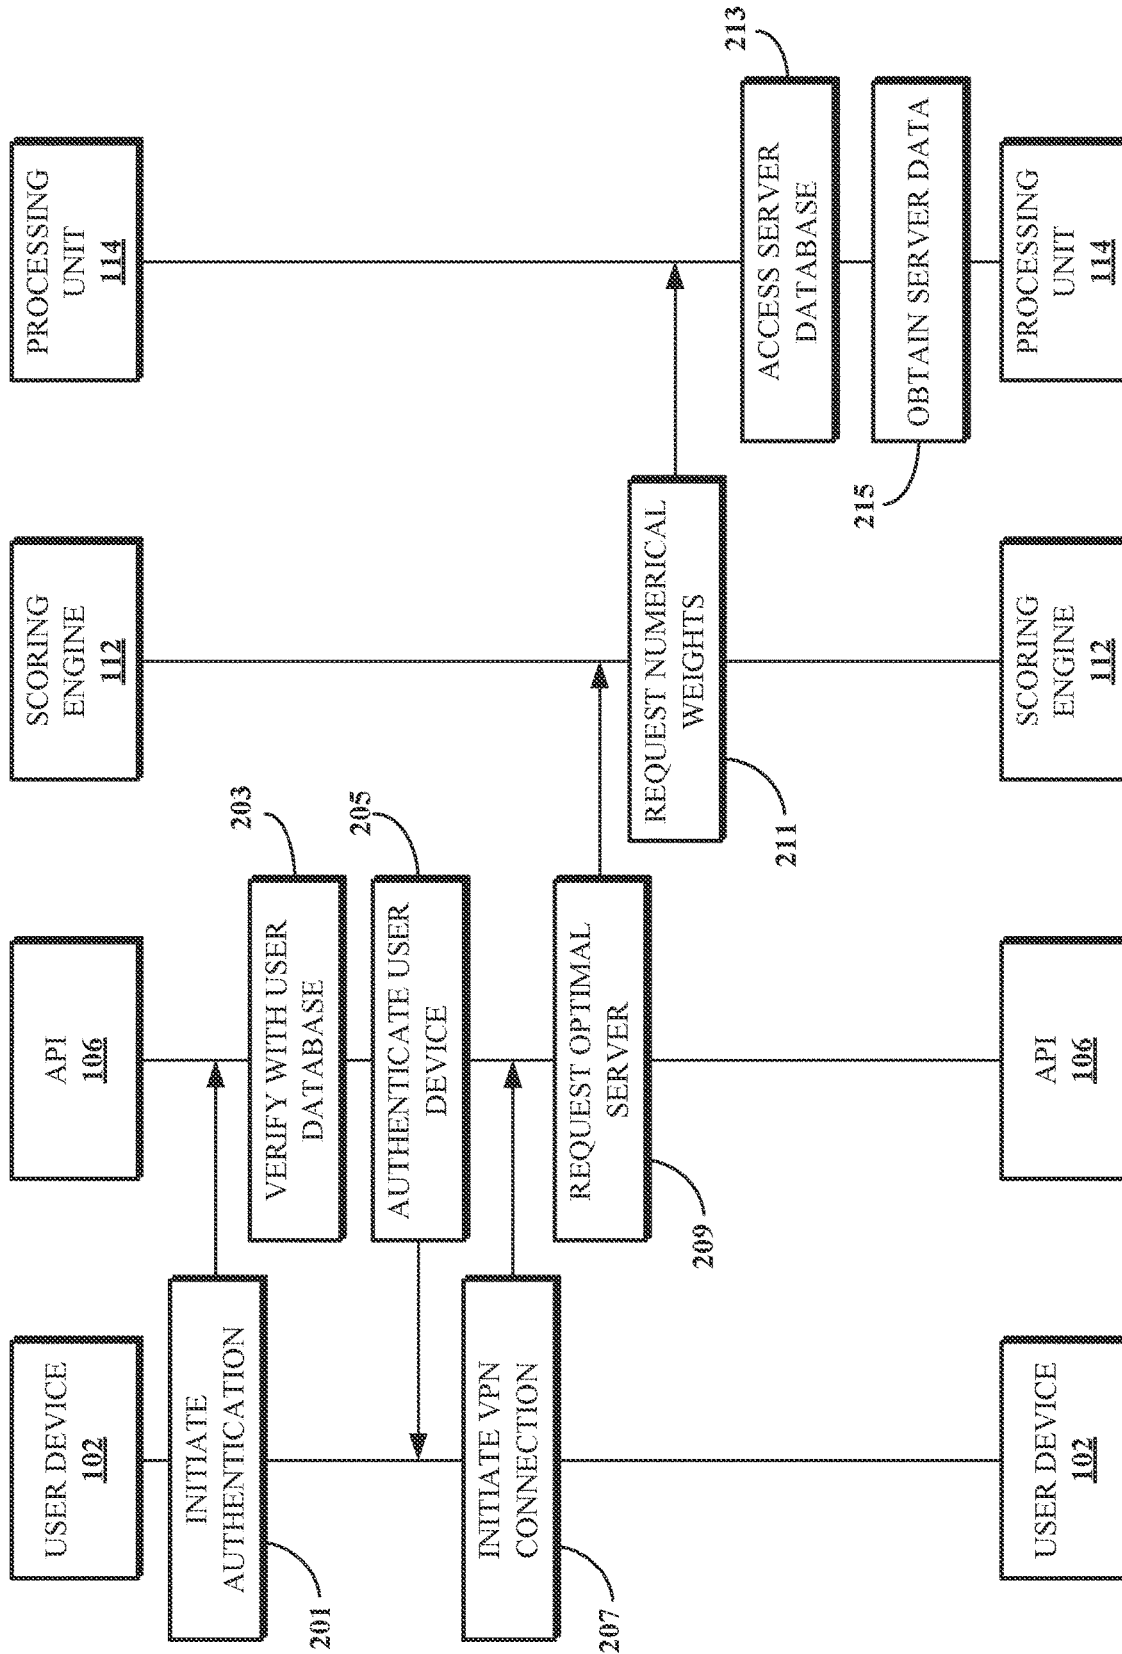 USER DEVICE
102
API
106
SCORING
ENGINE
112
PROCESSING
UNIT
114
INITIATE
AUTHENTICATION
201
VERIFY WITH USER
DATABASE
203
AUTHENTICATE USER
DEVICE
205
INITIATE VPN
CONNECTION
207
REQUEST OPTIMAL
SERVER
209
REQUEST NUMERICAL
WEIGHTS
211
ACCESS SERVER
DATABASE
213
OBTAIN SERVER DATA
215
USER DEVICE
102
API
106
SCORING
ENGINE
112
PROCESSING
UNIT
114